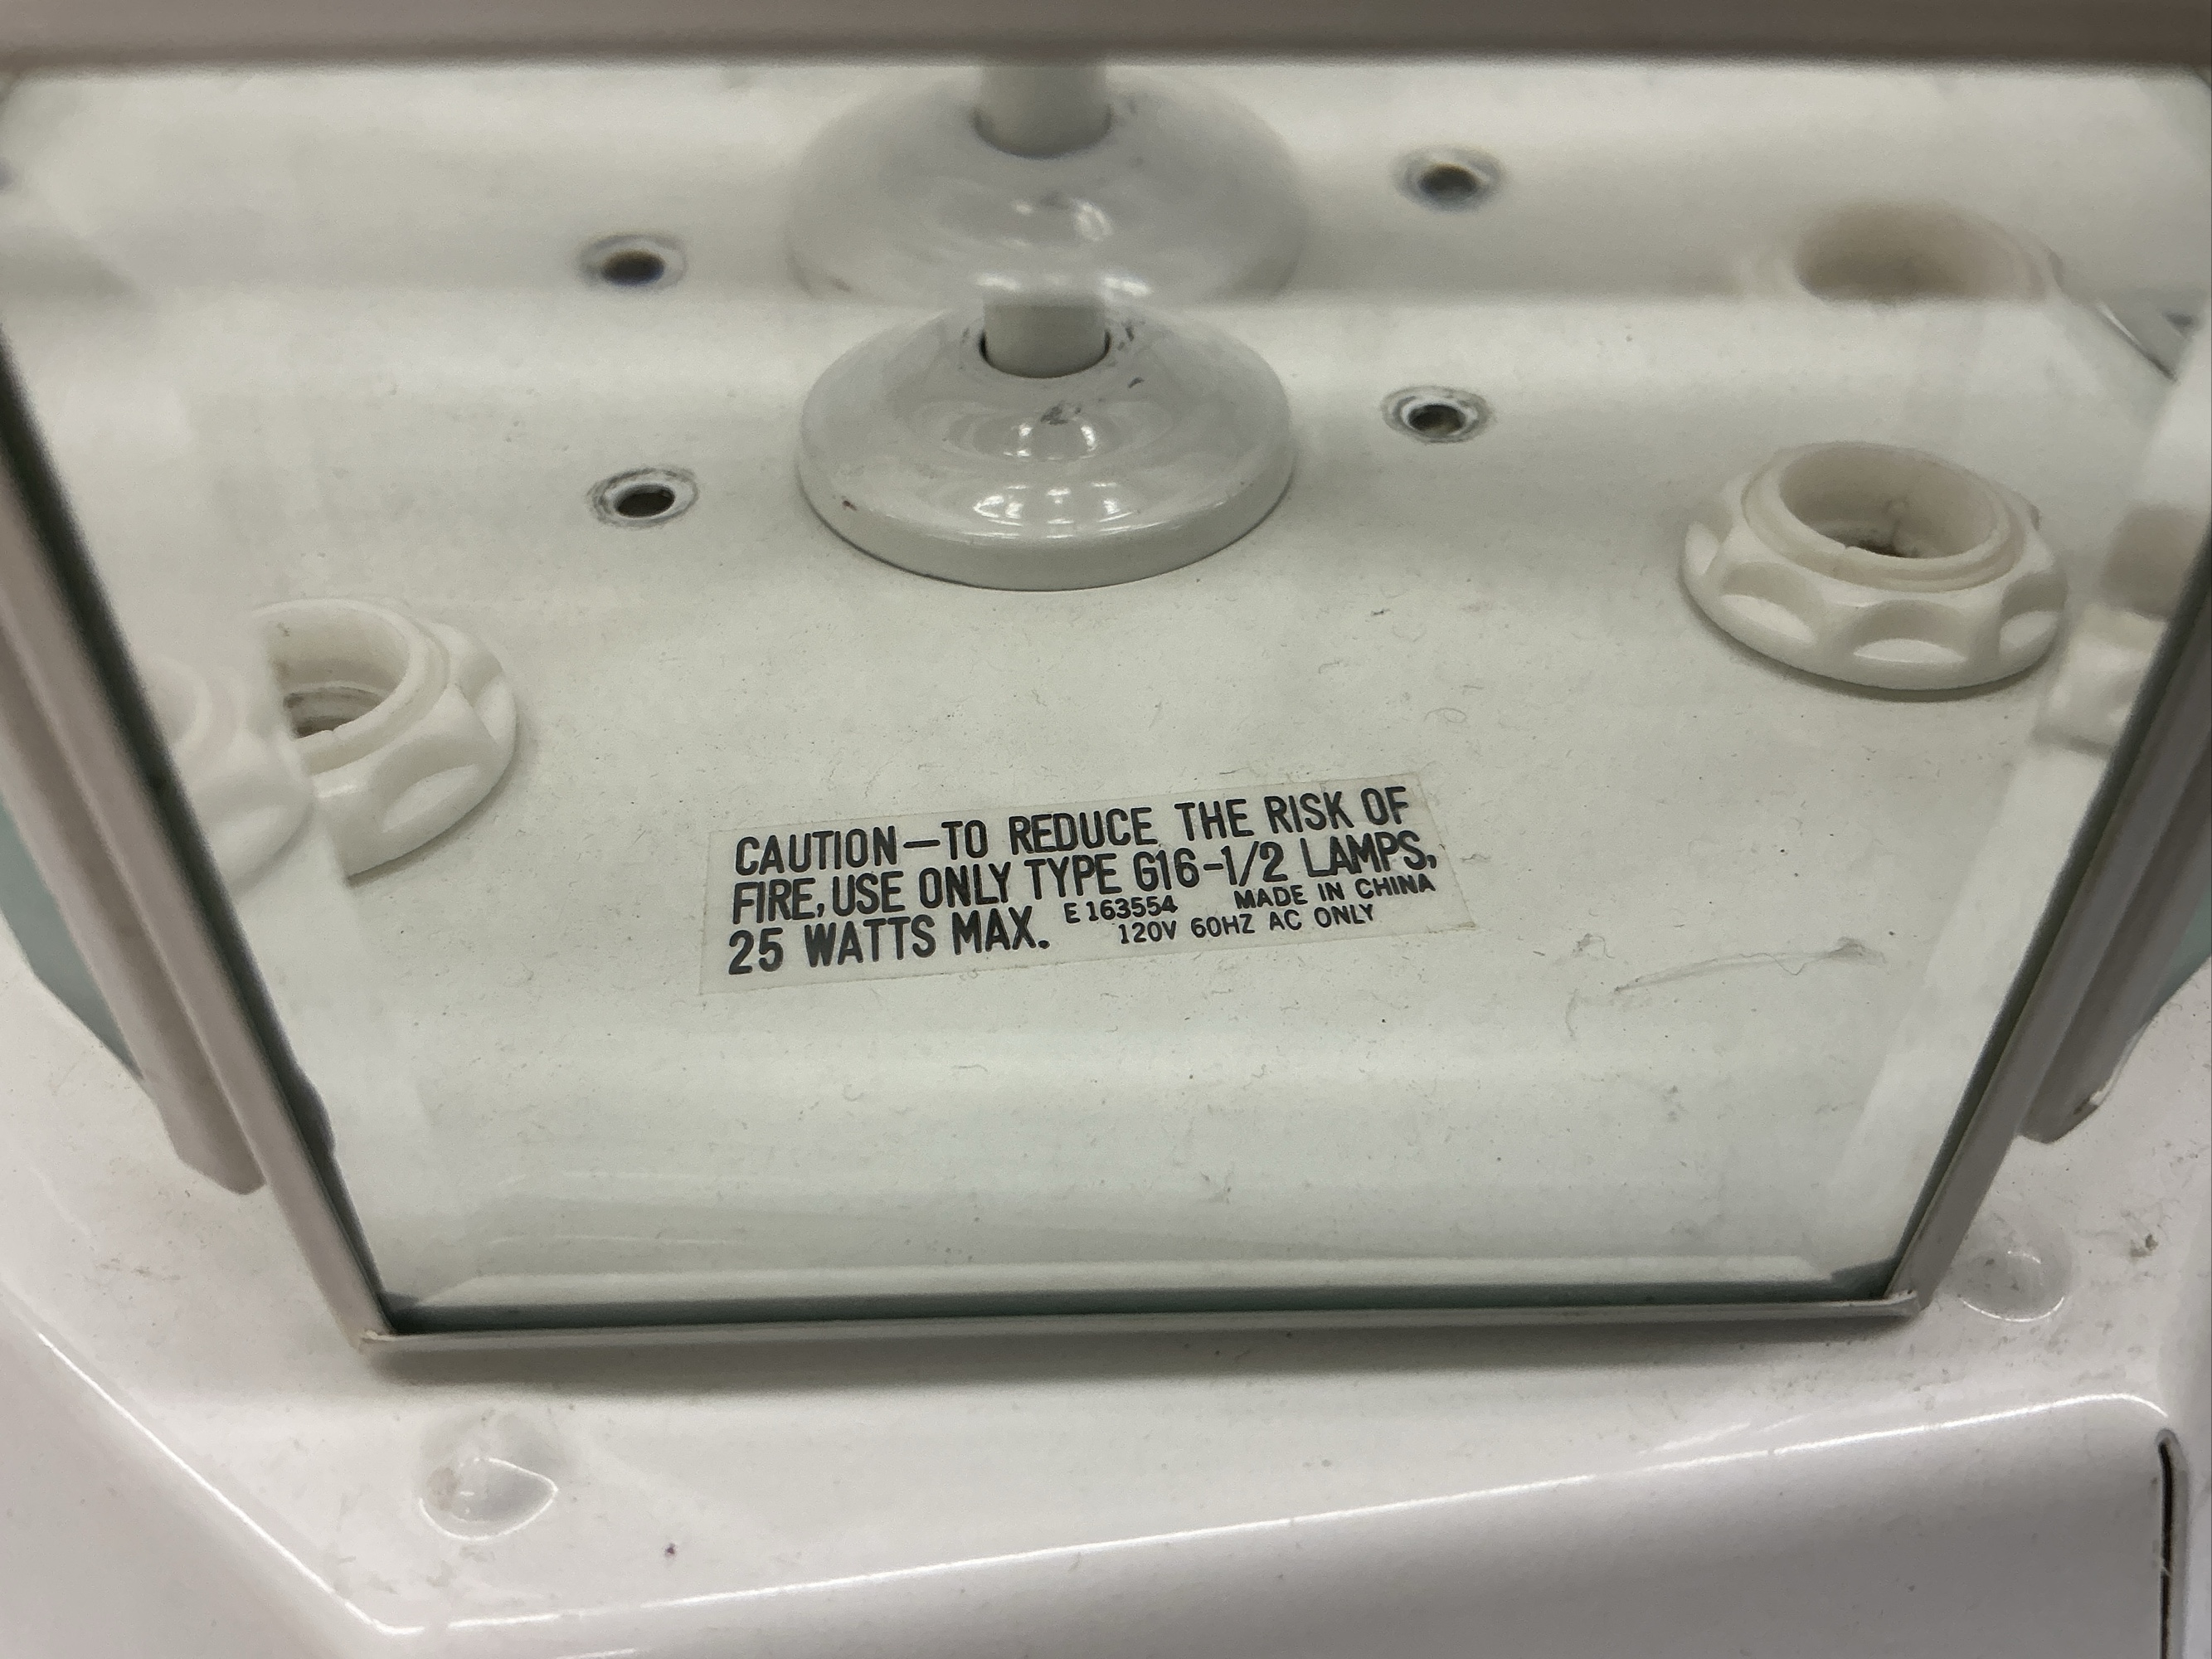 CAUTION—TO REDUCE THE RISK OF
FIRE, USE ONLY TYPE G16-1/2 LAMPS,
25 WATTS MAX. E163554 MADE IN CHINA
120V 60HZ AC ONLY